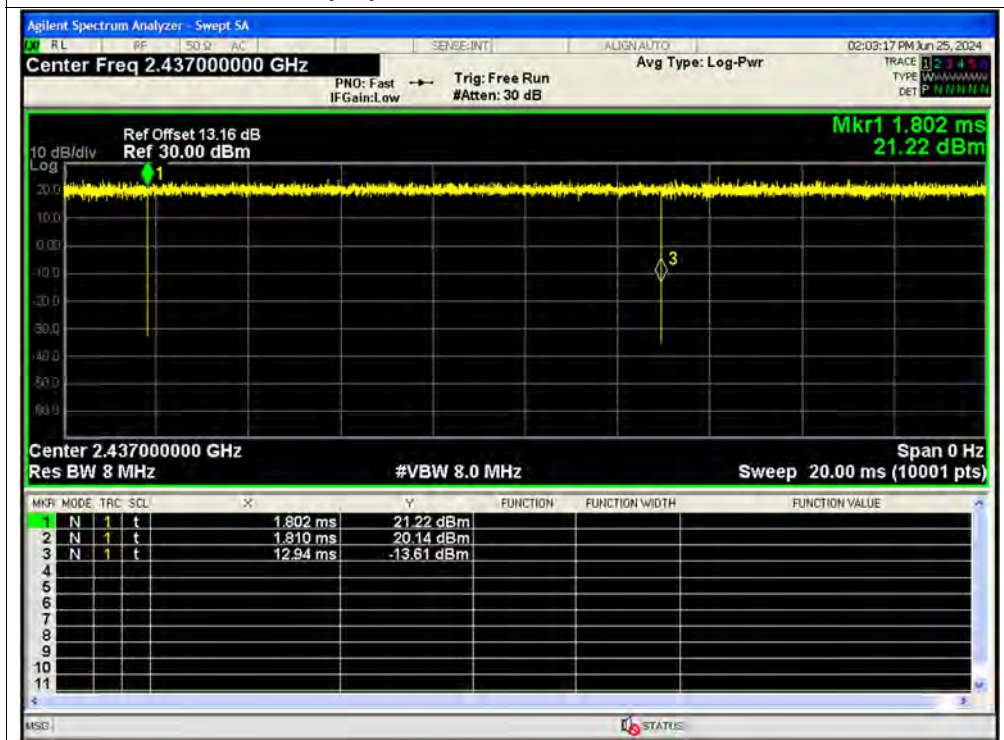 Agilent Spectrum Analyzer - Swept SA
RL RF 50 Ω AC SENSE:INT ALIGN AUTO 02:03:17 PM Jun 25, 2024
Center Freq 2.437000000 GHz Avg Type: Log-Pwr TRACE 1 2 3 4 5 6
PNO: Fast Trig: Free Run TYPE W
IFGain:Low #Atten: 30 dB DET P N N N N N
Mkr1 1.802 ms
Ref Offset 13.16 dB
10 dB/div Ref 30.00 dBm 21.22 dBm
Log
1
20.0
10.0
0.00
3
-10.0
-20.0
-30.0
-40.0
-50.0
-60.0
Center 2.437000000 GHz Span 0 Hz
Res BW 8 MHz #VBW 8.0 MHz Sweep 20.00 ms (10001 pts)
MKR MODE TRC SCL X Y FUNCTION FUNCTION WIDTH FUNCTION VALUE
1 N 1 t 1.802 ms 21.22 dBm
2 N 1 t 1.810 ms 20.14 dBm
3 N 1 t 12.94 ms -13.61 dBm
4
5
6
7
8
9
10
11
MSG STATUS